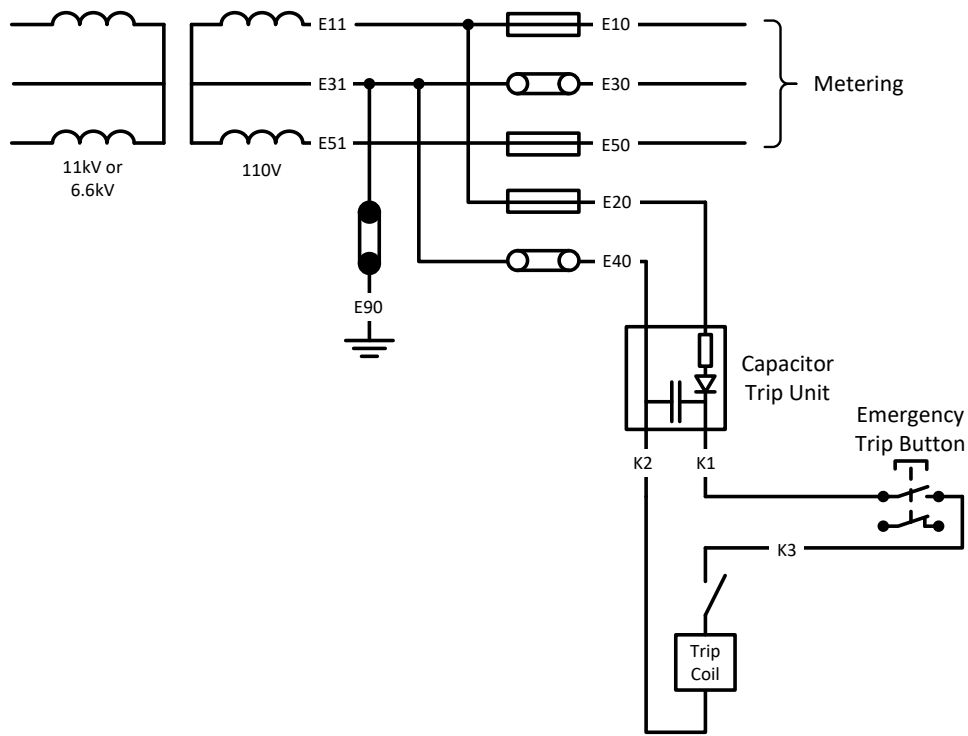 E11
E10
E31
E30
Metering
E51
E50
11kV or
6.6kV
110V
E20
E40
E90
Capacitor
Trip Unit
Emergency
Trip Button
K2
K1
K3
Trip
Coil